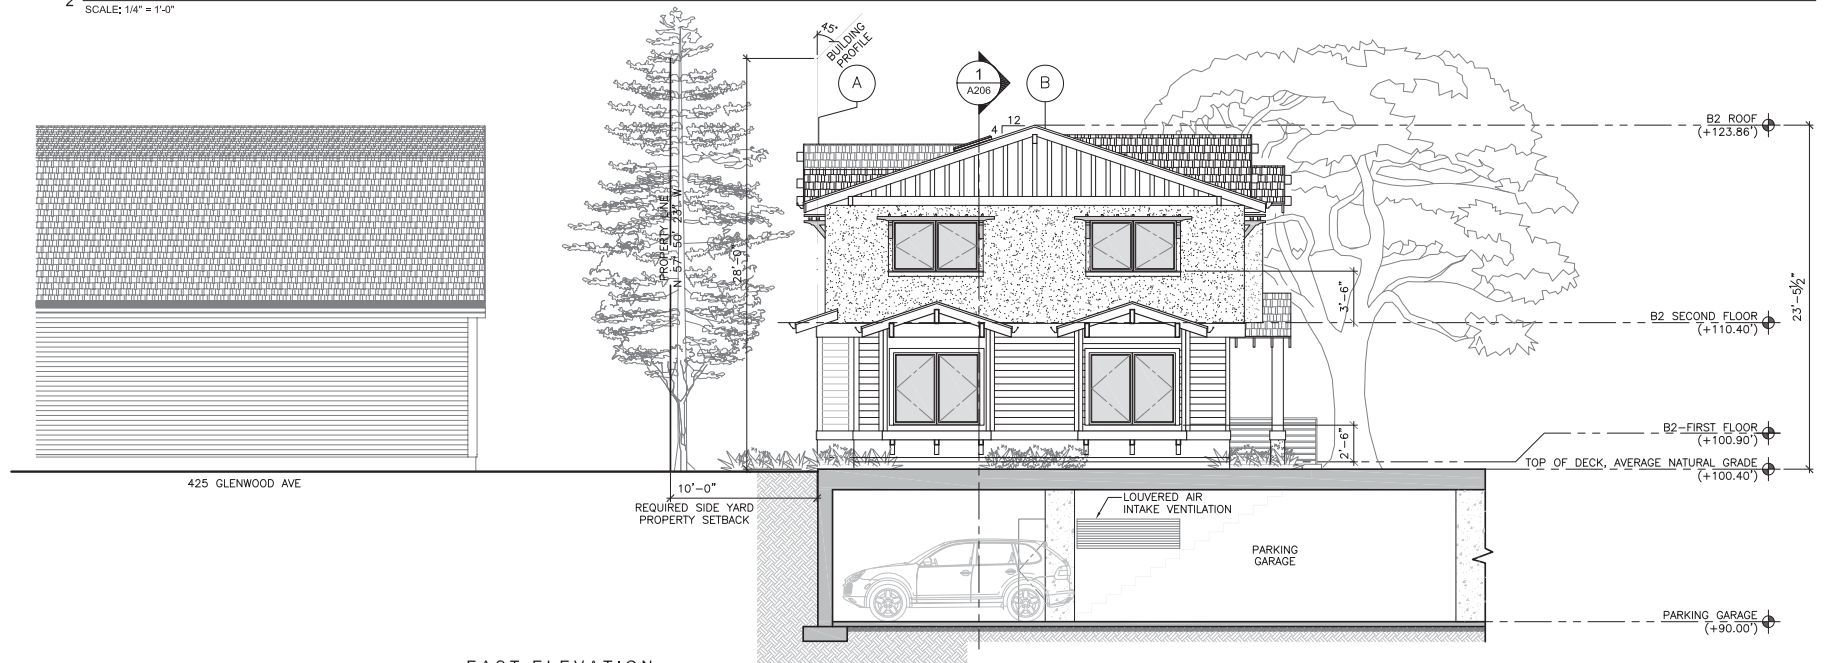 2
SCALE: 1/4" = 1'-0"
45°
BUILDING
PROFILE
A
1
A206
B
4
12
B2 ROOF
(+123.86')
PROPERTY LINE
N 57° 50' 23" W
28'-0"
3'-6"
23'-5½"
B2 SECOND FLOOR
(+110.40')
2'-6"
B2-FIRST FLOOR
(+100.90')
TOP OF DECK, AVERAGE NATURAL GRADE
(+100.40')
425 GLENWOOD AVE
10'-0"
REQUIRED SIDE YARD
PROPERTY SETBACK
LOUVERED AIR
INTAKE VENTILATION
PARKING
GARAGE
PARKING GARAGE
(+90.00')
EAST ELEVATION